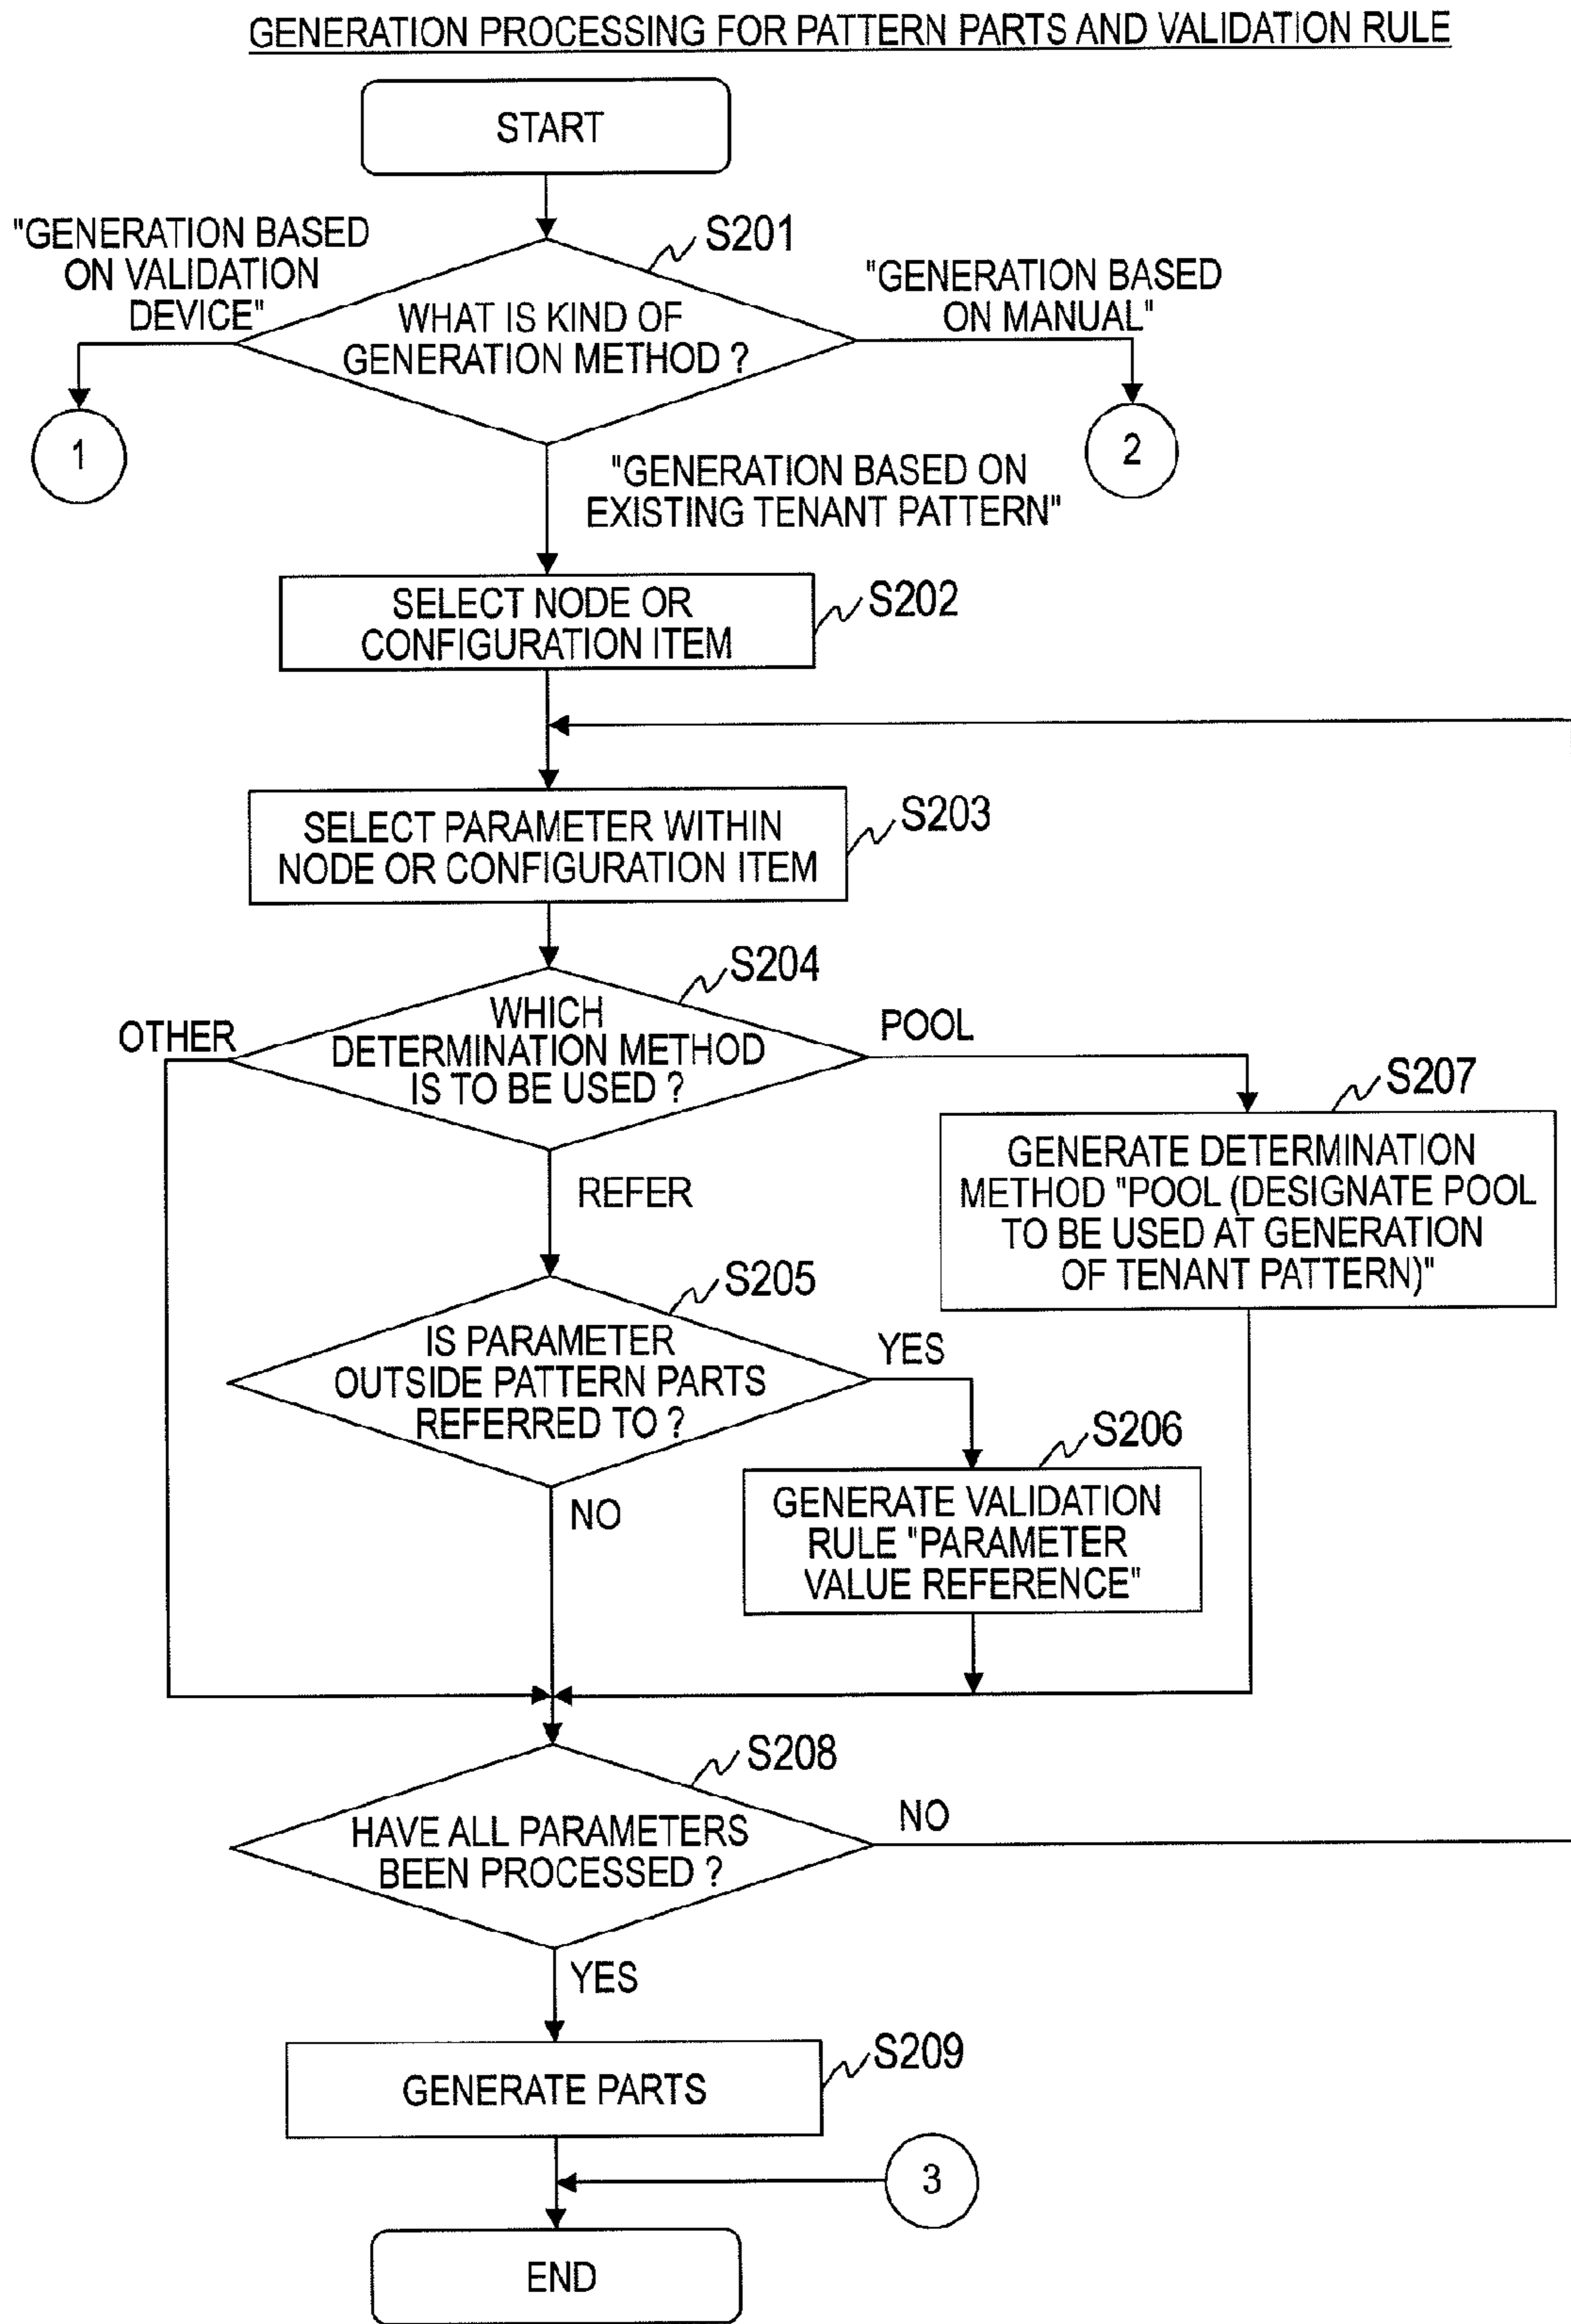 GENERATION PROCESSING FOR PATTERN PARTS AND VALIDATION RULE
START
"GENERATION BASED
ON VALIDATION
DEVICE"
S201
"GENERATION BASED
ON MANUAL"
WHAT IS KIND OF
GENERATION METHOD ?
1
2
"GENERATION BASED ON
EXISTING TENANT PATTERN"
SELECT NODE OR
CONFIGURATION ITEM
S202
SELECT PARAMETER WITHIN
NODE OR CONFIGURATION ITEM
S203
S204
OTHER
WHICH
DETERMINATION METHOD
IS TO BE USED ?
POOL
S207
GENERATE DETERMINATION
METHOD "POOL (DESIGNATE POOL
TO BE USED AT GENERATION
OF TENANT PATTERN)"
REFER
S205
IS PARAMETER
OUTSIDE PATTERN PARTS
REFERRED TO ?
YES
S206
GENERATE VALIDATION
RULE "PARAMETER
VALUE REFERENCE"
NO
S208
HAVE ALL PARAMETERS
BEEN PROCESSED ?
NO
YES
S209
GENERATE PARTS
3
END